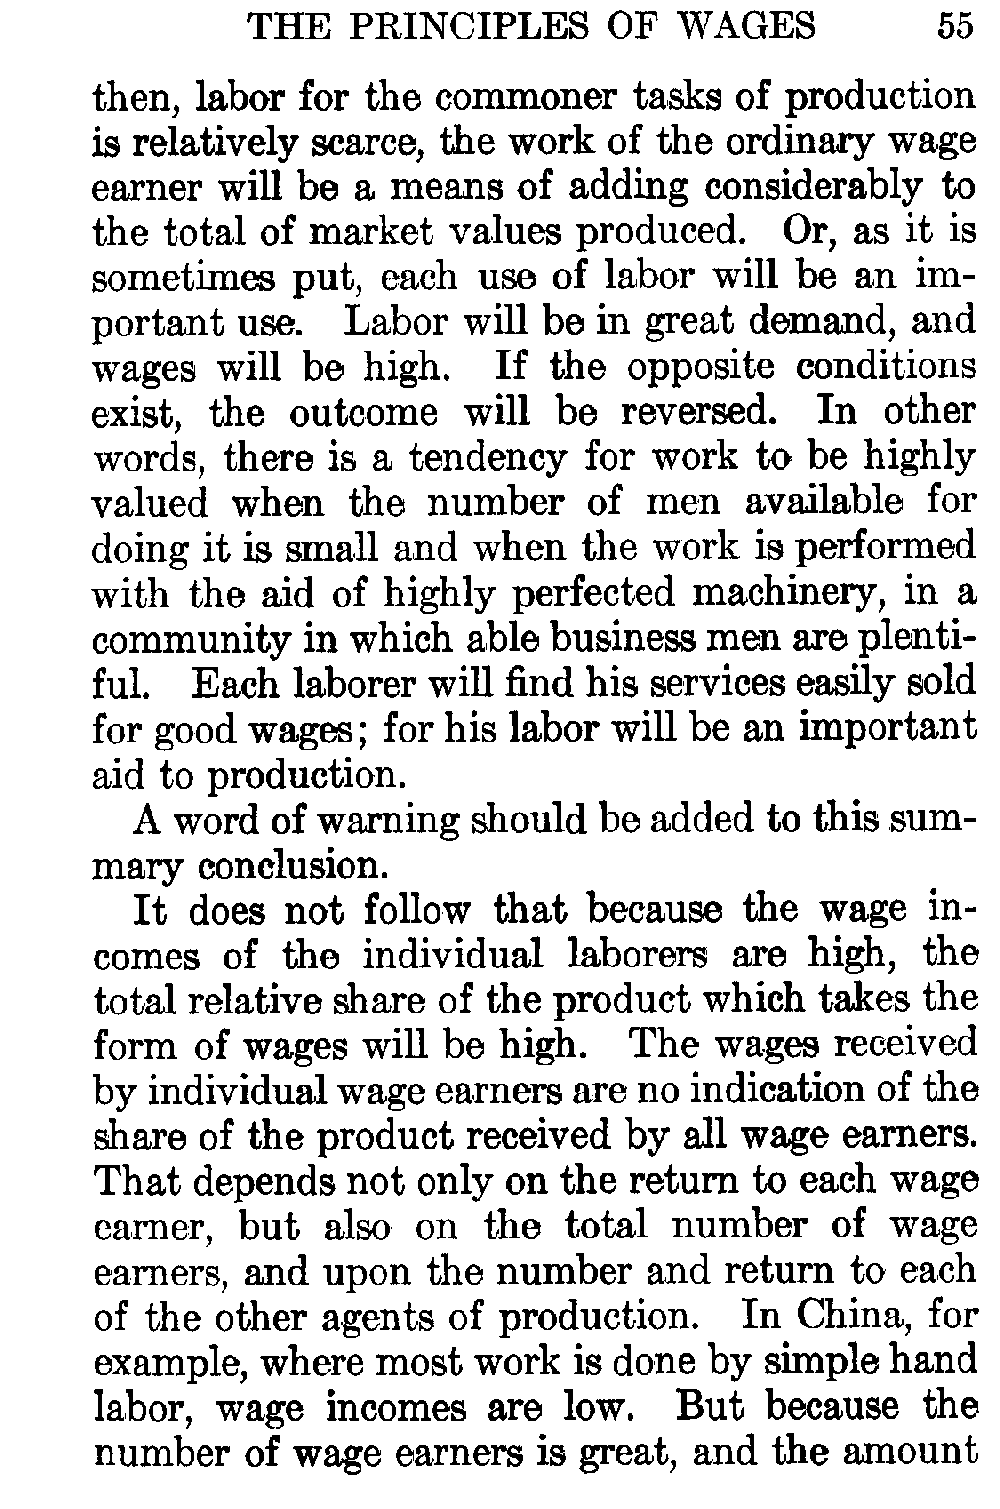 THE PRINCIPLES OF WAGES 55
then, labor for the commoner tasks of production
is relatively scarce, the work of the ordinary wage
earner will be a means of adding considerably to
the total of market values produced. Or, as it is
sometimes put, each use of labor will be an im-
portant use. Labor will be in great demand, and
wages will be high. If the opposite conditions
exist, the outcome will be reversed. In other
words, there is a tendency for work to be highly
valued when the number of men available for
doing it is small and when the work is performed
with the aid of highly perfected machinery, in a
community in which able business men are plenti-
ful. Each laborer will find his services easily sold
for good wages; for his labor will be an important
aid to production.
A word of warning should be added to this sum-
mary conclusion.
It does not follow that because the wage in-
comes of the individual laborers are high, the
total relative share of the product which takes the
form of wages will be high. The wages received
by individual wage earners are no indication of the
share of the product received by all wage earners.
That depends not only on the return to each wage
earner, but also on the total number of wage
earners, and upon the number and return to each
of the other agents of production. In China, for
example, where most work is done by simple hand
labor, wage incomes are low. But because the
number of wage earners is great, and the amount